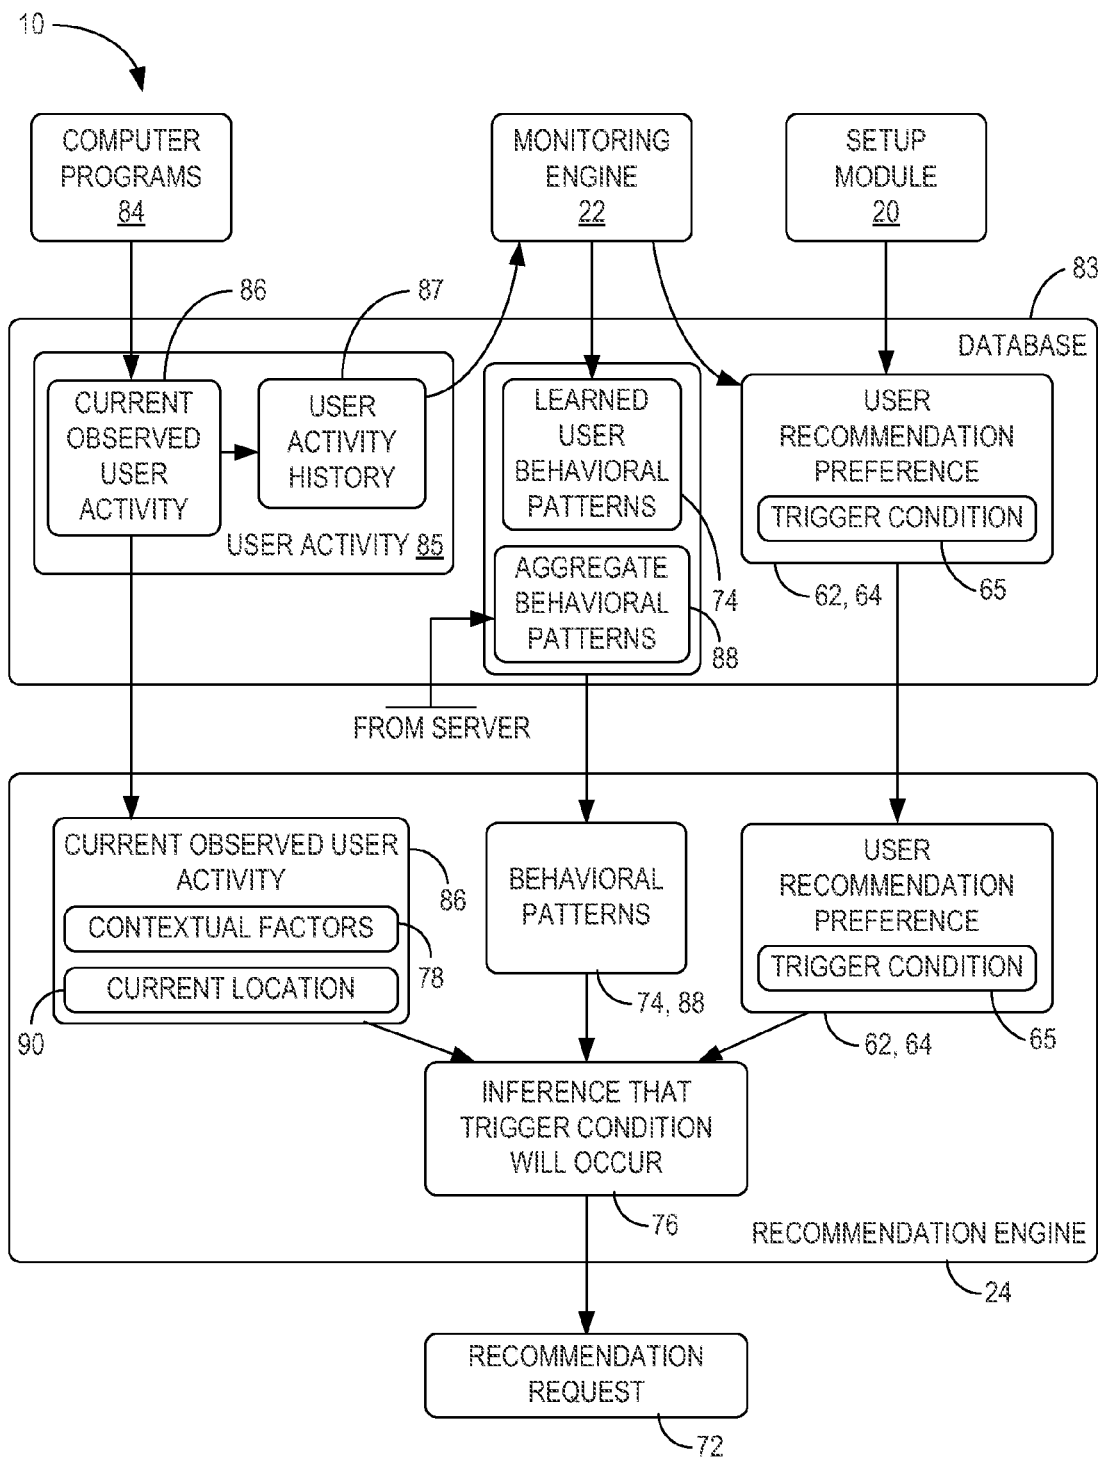 10
COMPUTER
PROGRAMS
84
MONITORING
ENGINE
22
SETUP
MODULE
20
86
87
83
DATABASE
CURRENT
OBSERVED
USER
ACTIVITY
USER
ACTIVITY
HISTORY
USER ACTIVITY 85
LEARNED
USER
BEHAVIORAL
PATTERNS
74
AGGREGATE
BEHAVIORAL
PATTERNS
88
USER
RECOMMENDATION
PREFERENCE
TRIGGER CONDITION
62, 64
65
FROM SERVER
CURRENT OBSERVED USER
ACTIVITY
86
CONTEXTUAL FACTORS
78
CURRENT LOCATION
90
BEHAVIORAL
PATTERNS
74, 88
USER
RECOMMENDATION
PREFERENCE
TRIGGER CONDITION
62, 64
65
INFERENCE THAT
TRIGGER CONDITION
WILL OCCUR
76
RECOMMENDATION ENGINE
24
RECOMMENDATION
REQUEST
72